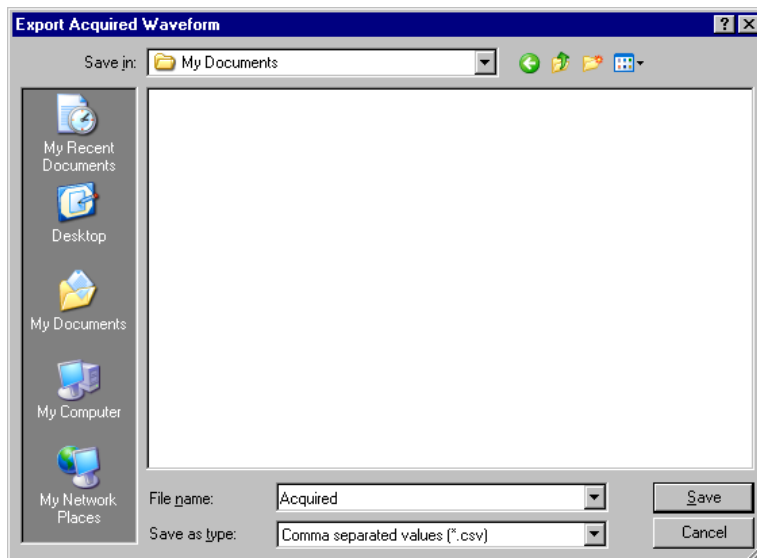 Export Acquired Waveform
Save in:
My Documents
My Recent
Documents
Desktop
My Documents
My Computer
My Network
Places
File name:
Acquired
Save
Save as type:
Comma separated values (*.csv)
Cancel